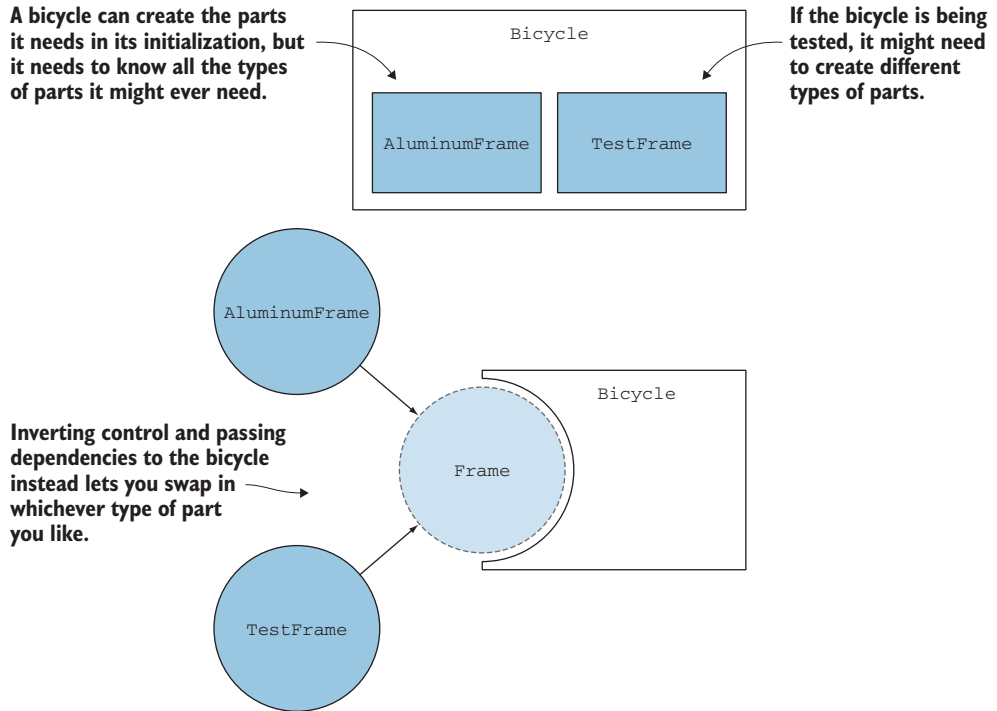 A bicycle can create the parts
it needs in its initialization, but
it needs to know all the types
of parts it might ever need.
Bicycle
If the bicycle is being
tested, it might need
to create different
types of parts.
AluminumFrame
TestFrame
AluminumFrame
Bicycle
Inverting control and passing
dependencies to the bicycle
instead lets you swap in
whichever type of part
you like.
Frame
TestFrame